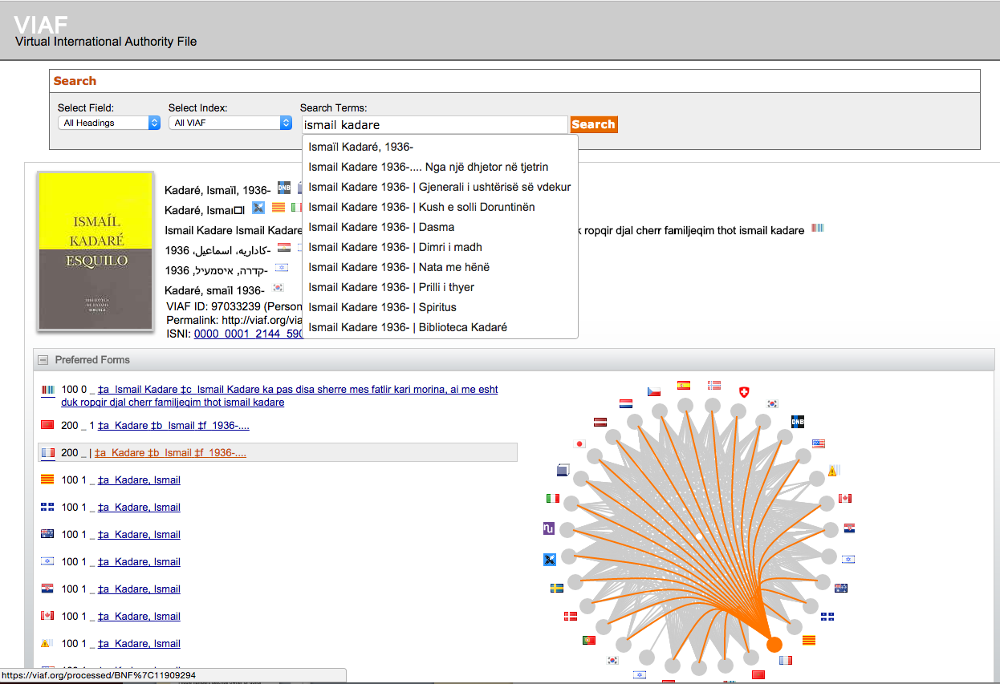 VIAF
Virtual International Authority File
Search
Select Field:
Select Index:
Search Terms:
All Headings
All VIAF
ismail kadare
Search
Ismaïl Kadaré, 1936-
Ismail Kadare 1936-.... Nga një dhjetor në tjetrin
Ismail Kadare 1936- | Gjenerali i ushtërisë së vdekur
Ismail Kadare 1936- | Kush e solli Doruntinën
Ismail Kadare 1936- | Dasma
Ismail Kadare 1936- | Dimri i madh
Ismail Kadare 1936- | Nata me hënë
Ismail Kadare 1936- | Prilli i thyer
Ismail Kadare 1936- | Spiritus
Ismail Kadare 1936- | Biblioteca Kadaré
ISMAÍL
KADARÉ
ESQUILO
BIBLIOTECA
DE ENSAYO
SIRUELA
Kadaré, Ismaïl, 1936-
DNB
Kadaré, Ismaı□l
Ismail Kadare Ismail Kadare
k ropqir djal cherr familjeqim thot ismail kadare
كاداريه، اسماعيل، 1936-
קדרה, איסמעיל, 1936-
Kadaré, smaïl 1936-
VIAF ID: 97033239 (Person
Permalink: http://viaf.org/via
ISNI: 0000 0001 2144 590
Preferred Forms
100 0 _ ‡a Ismail Kadare ‡c Ismail Kadare ka pas disa sherre mes fatlir kari morina, ai me esht
duk ropqir djal cherr familjeqim thot ismail kadare
200 _ 1 ‡a Kadare ‡b Ismail ‡f 1936-....
200 _ | ‡a Kadare ‡b Ismail ‡f 1936-....
100 1 _ ‡a Kadare, Ismail
100 1 _ ‡a Kadare, Ismail
100 1 _ ‡a Kadare, Ismail
100 1 _ ‡a Kadare, Ismail
100 1 _ ‡a Kadare, Ismail
100 1 _ ‡a Kadare, Ismail
100 1 _ ‡a Kadare, Ismail
DNB
https://viaf.org/processed/BNF%7C11909294